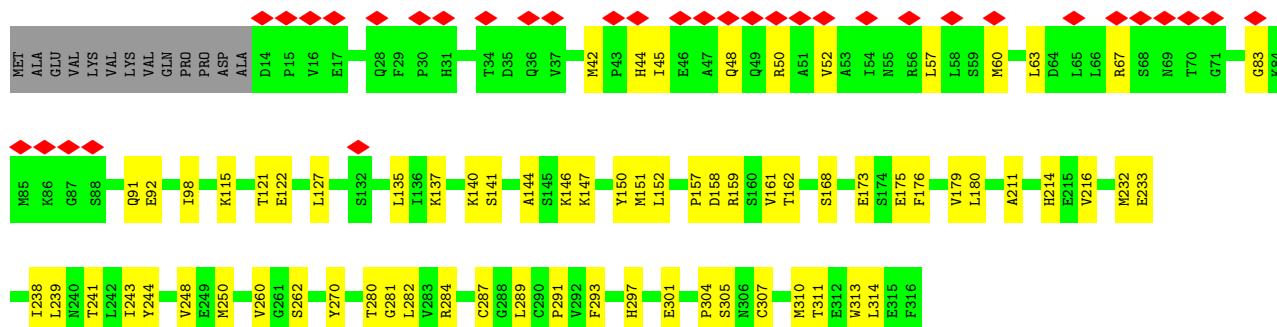 MET ALA GLU VAL LYS VAL LYS VAL GLN PRO PRO ASP ALA D14 P15 V16 E17 Q28 F29 P30 H31 T34 D35 Q36 V37 M42 P43 H44 I45 E46 A47 Q48 Q49 R50 A51 V52 A53 I54 N55 R56 L57 L58 S59 M60 L63 D64 L65 L66 R67 S68 N69 T70 G71 G83 K84
M85 K86 G87 S88 Q91 E92 I98 K115 T121 E122 L127 S132 L135 I136 K137 K140 S141 A144 S145 K146 K147 Y150 M151 L152 P157 D158 R159 S160 V161 T162 S168 E173 S174 E175 F176 V179 L180 A211 H214 E215 V216 M232 E233
I238 L239 N240 T241 L242 I243 Y244 V248 E249 M250 V260 G261 S262 Y270 T280 G281 L282 V283 R284 C287 G288 L289 C290 P291 V292 F293 H297 E301 P304 S305 N306 C307 M310 T311 E312 W313 L314 E315 F316